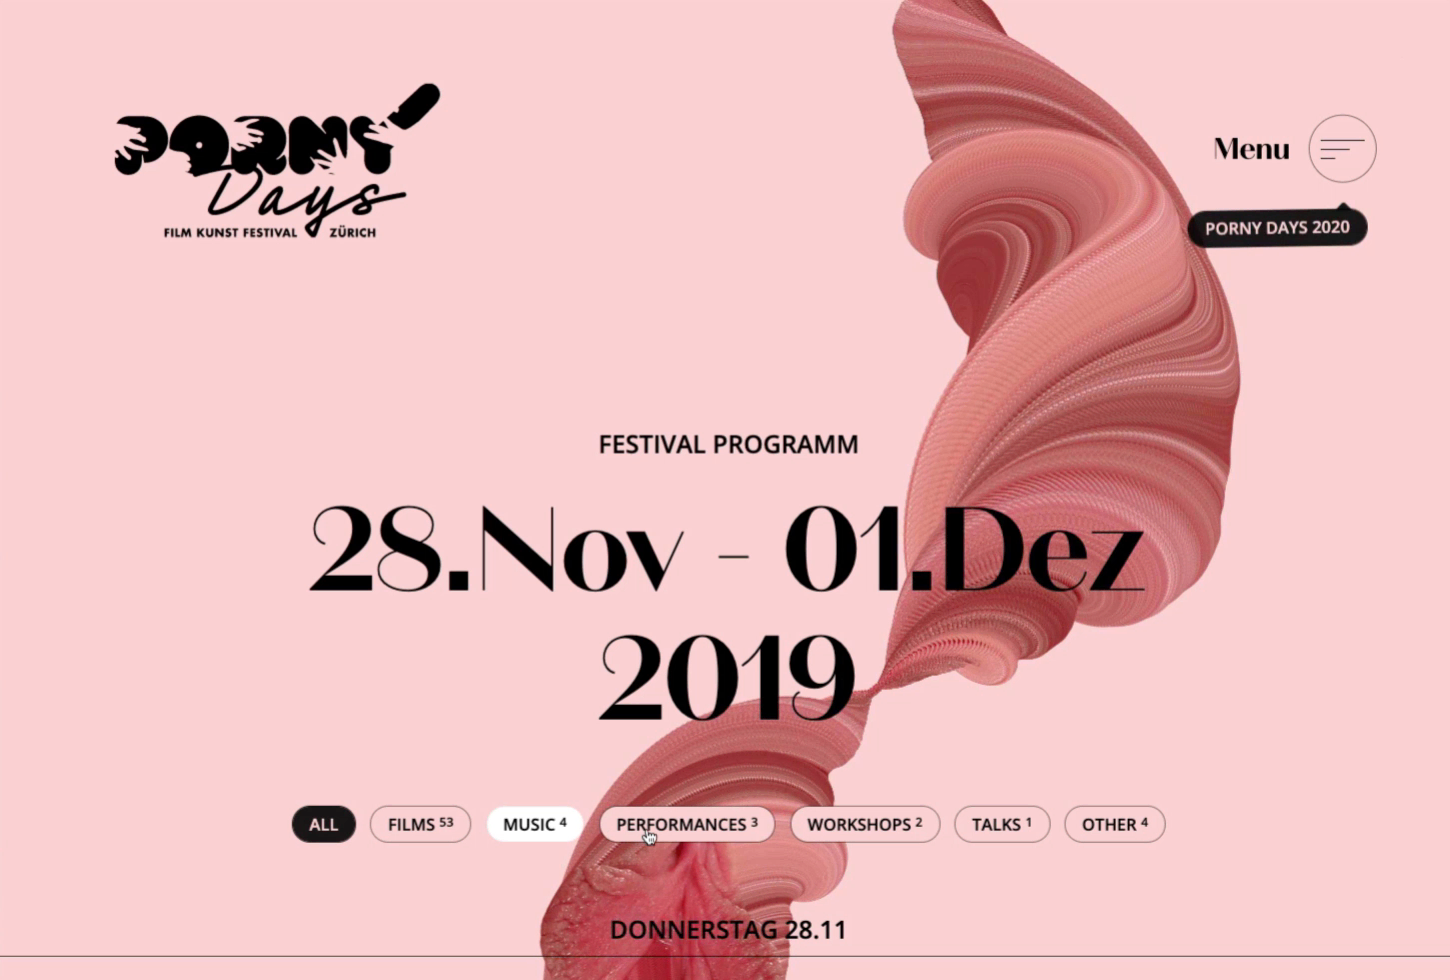 PORNY
Days
FILM KUNST FESTIVAL ZÜRICH
Menu
PORNY DAYS 2020
FESTIVAL PROGRAMM
28.Nov - 01.Dez
2019
ALL FILMS 53 MUSIC 4 PERFORMANCES 3 WORKSHOPS 2 TALKS 1 OTHER 4
DONNERSTAG 28.11